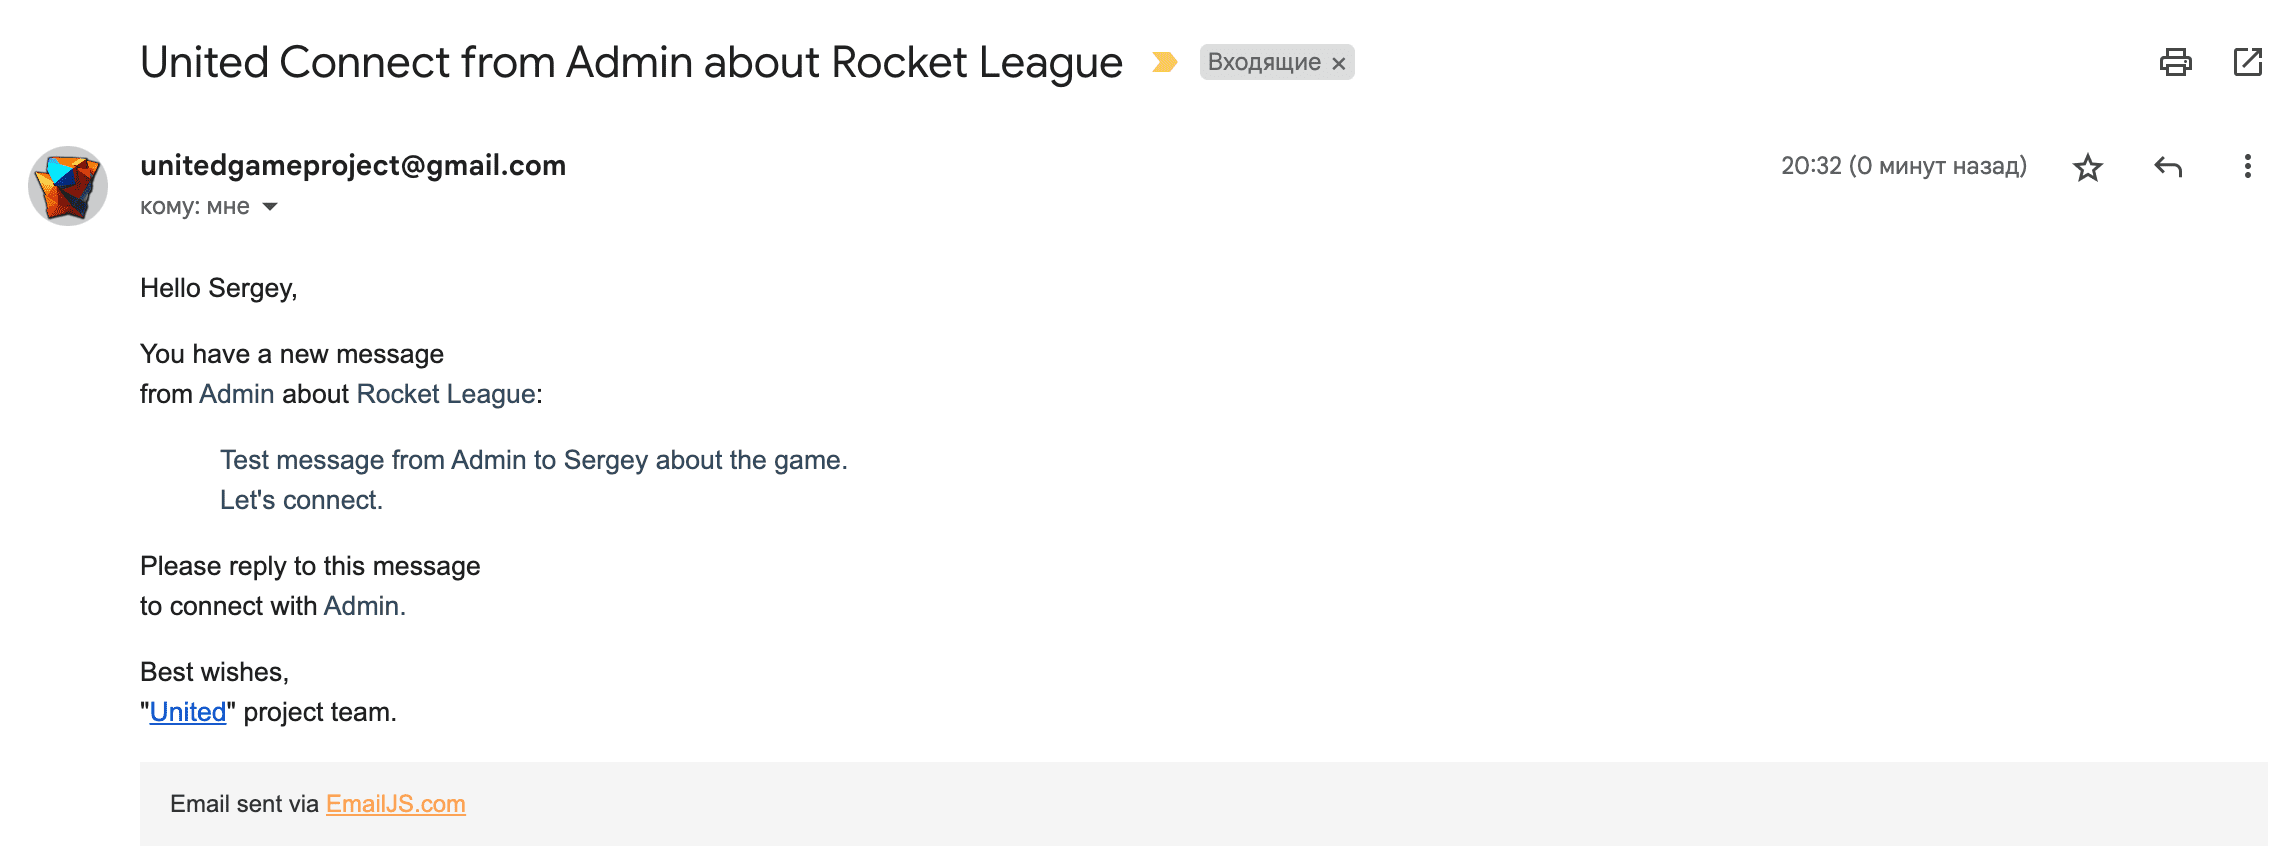 United Connect from Admin about Rocket League Входящие ×
unitedgameproject@gmail.com 20:32 (0 минут назад)
кому: мне
Hello Sergey,
You have a new message
from Admin about Rocket League:
Test message from Admin to Sergey about the game.
Let's connect.
Please reply to this message
to connect with Admin.
Best wishes,
"United" project team.
Email sent via EmailJS.com